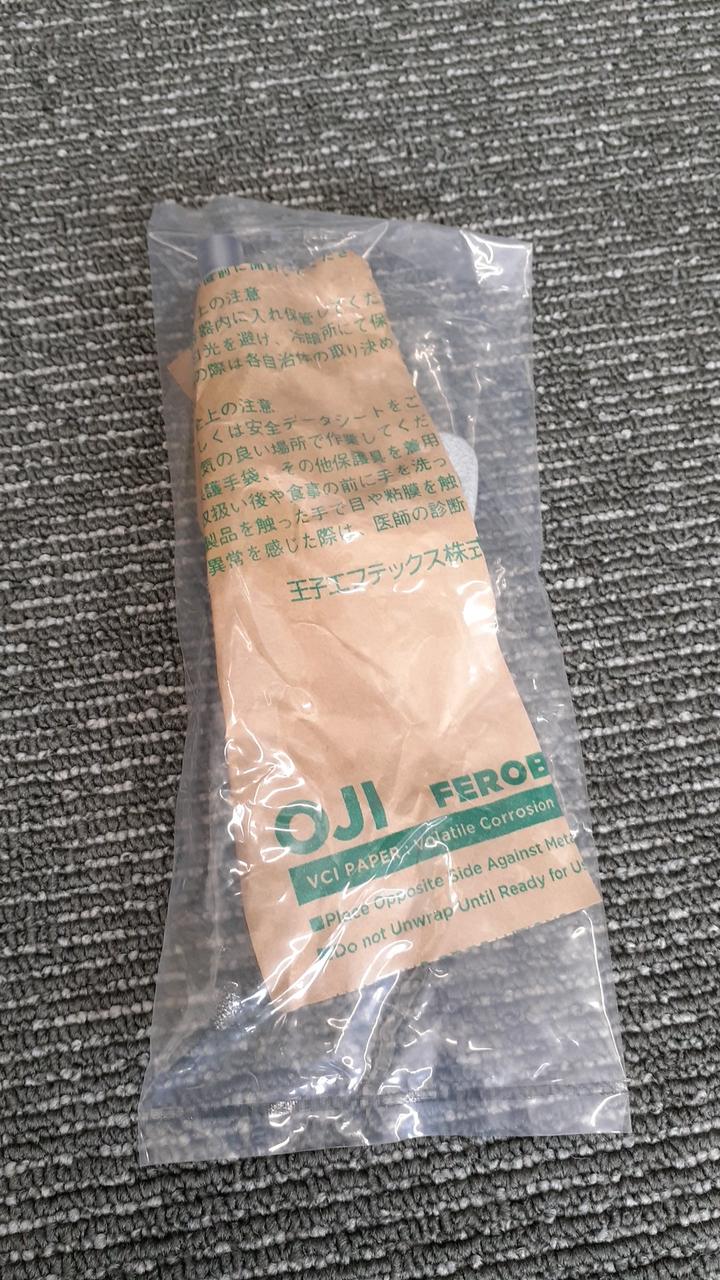 上の注意
器内に入れ保管してくだ
光を避け、冷暗所にて保
の際は各自治体の取り決め
上の注意
しくは安全データシートをご
気の良い場所で作業してくだ
護手袋、その他保護具を着用
扱い後や食事の前に手を洗っ
製品を触った手で目や粘膜を触
異常を感じた際は、医師の診断
王子エフテックス株式
OJI FEROB
VCI PAPER : Volatile Corrosion
■Place Opposite Side Against Meta
■Do not Unwrap Until Ready for Us